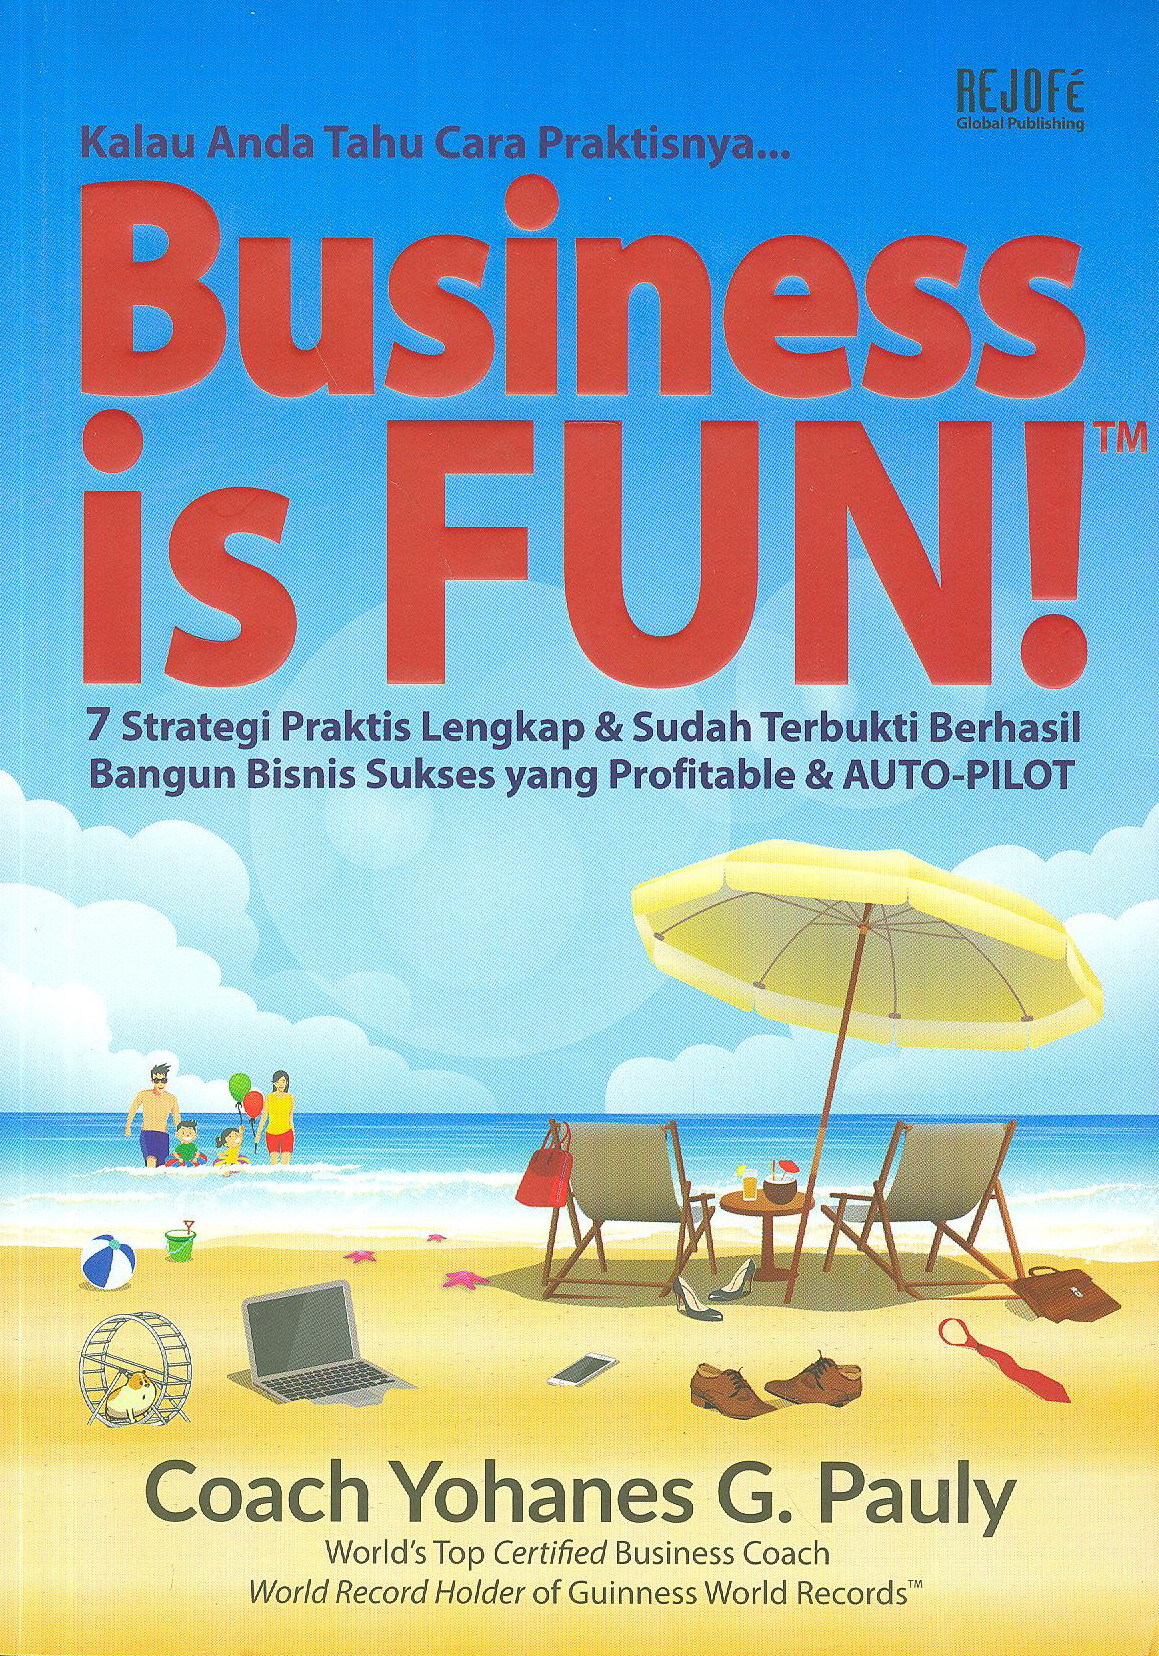 REJOFé
Global Publishing
Kalau Anda Tahu Cara Praktisnya...
Business
is FUN!™
7 Strategi Praktis Lengkap & Sudah Terbukti Berhasil
Bangun Bisnis Sukses yang Profitable & AUTO-PILOT
Coach Yohanes G. Pauly
World's Top Certified Business Coach
World Record Holder of Guinness World Records™